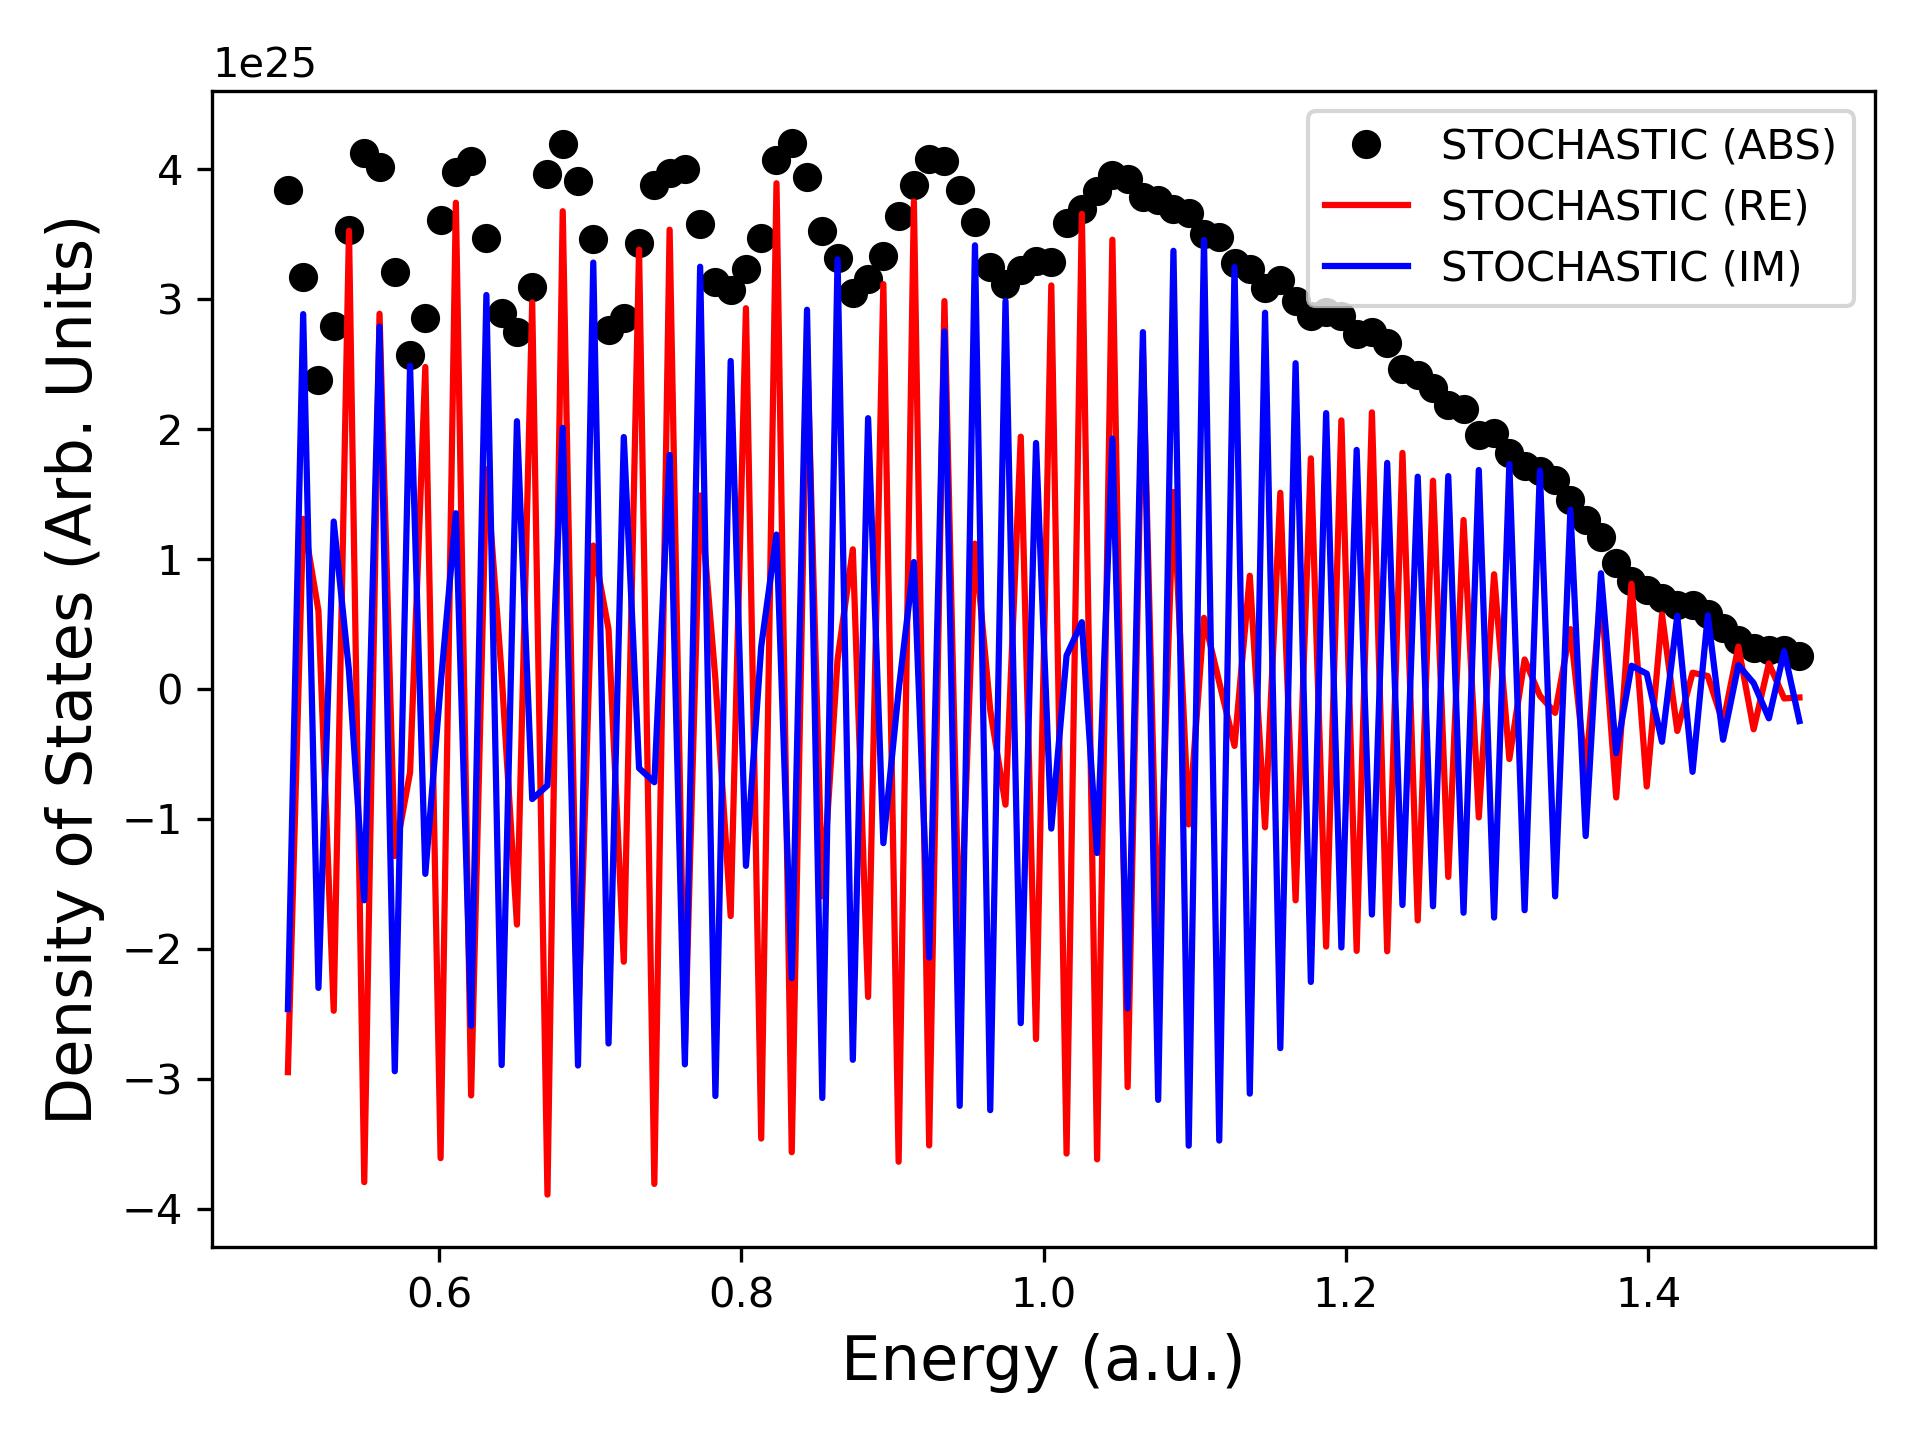 1e25
STOCHASTIC (ABS)
STOCHASTIC (RE)
STOCHASTIC (IM)
4
3
2
1
0
−1
−2
−3
−4
Density of States (Arb. Units)
0.6 0.8 1.0 1.2 1.4
Energy (a.u.)